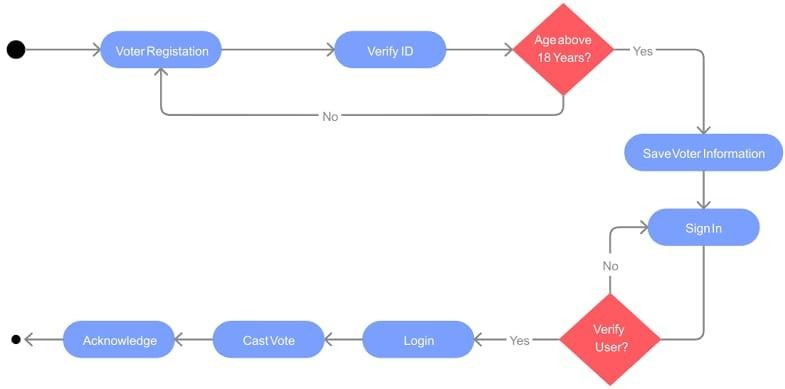 Voter Registation
Verify ID
Age above
18 Years?
Yes
No
Save Voter Information
Sign In
No
Verify
User?
Yes
Login
Cast Vote
Acknowledge